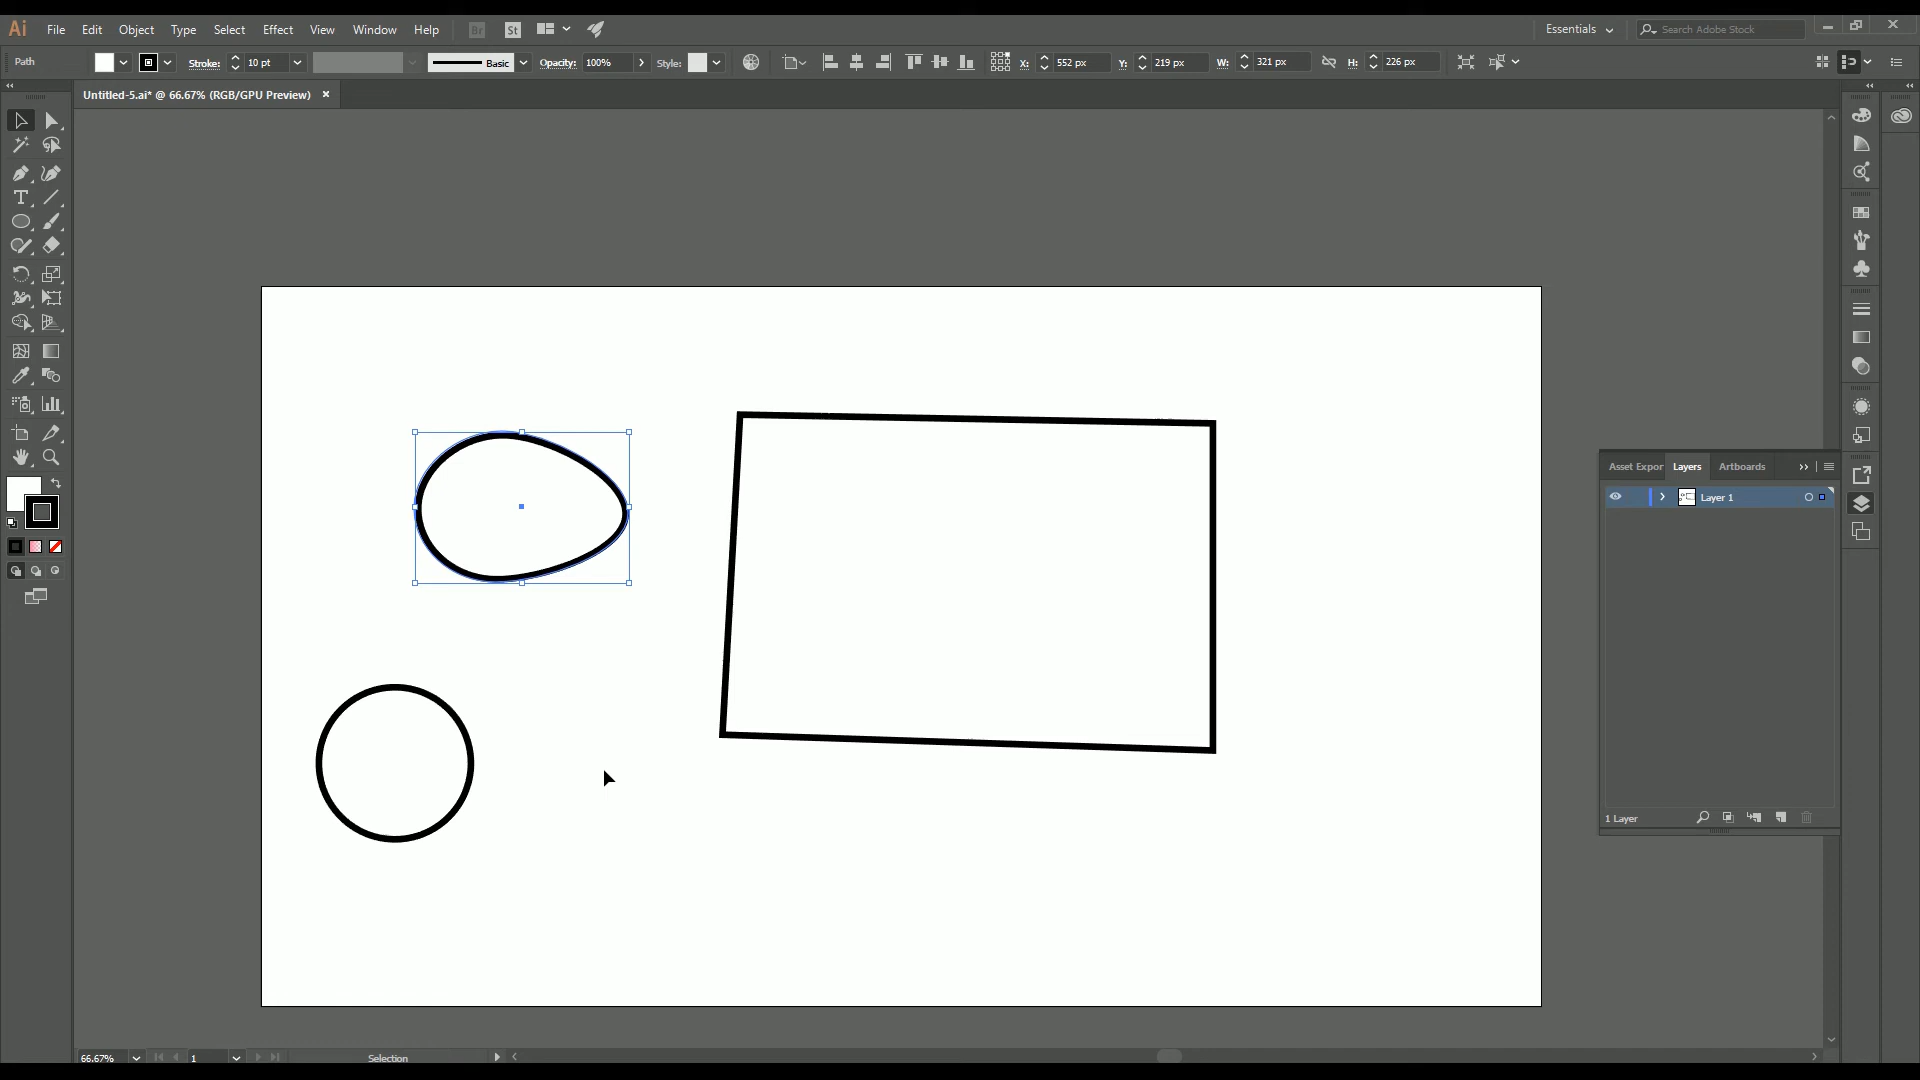 Ai File Edit Object Type Select Effect View Window Help Br St Essentials Search Adobe Stock
Path Stroke: 10 pt Basic Opacity: 100% Style: X: 552 px Y: 219 px W: 321 px H: 226 px
Untitled-5.ai* @ 66.67% (RGB/GPU Preview)
Asset Expor Layers Artboards
Layer 1
1 Layer
66.67% 1 Selection